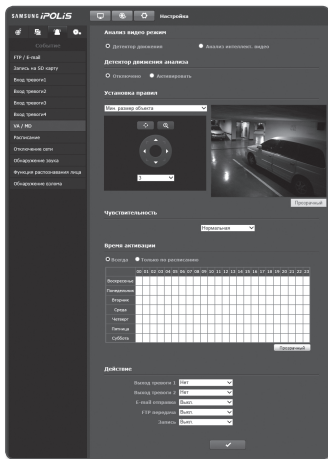 SAMSUNG iPOLiS
Настройка
События
FTP / E-mail
Запись на SD карту
Вход тревоги1
Вход тревоги2
Вход тревоги3
Вход тревоги4
VA / MD
Расписание
Отключение сети
Обнаружение звука
Функция распознавания лица
Обнаружение взлома
Анализ видео режим
Детектор движения
Анализ интеллект. видео
Детектор движения анализа
Отключено
Активировать
Установка правил
Мин. размер объекта
3
Прозрачный
Чувствительность
Нормальная
Время активации
Всегда
Только по расписанию
00 01 02 03 04 05 06 07 08 09 10 11 12 13 14 15 16 17 18 19 20 21 22 23
Воскресенье
Понедельник
Вторник
Среда
Четверг
Пятница
Суббота
Прозрачный
Действие
Выход тревоги 1 Нет
Выход тревоги 2 Нет
E-mail отправка Выкл.
FTP передача Выкл.
Запись Выкл.